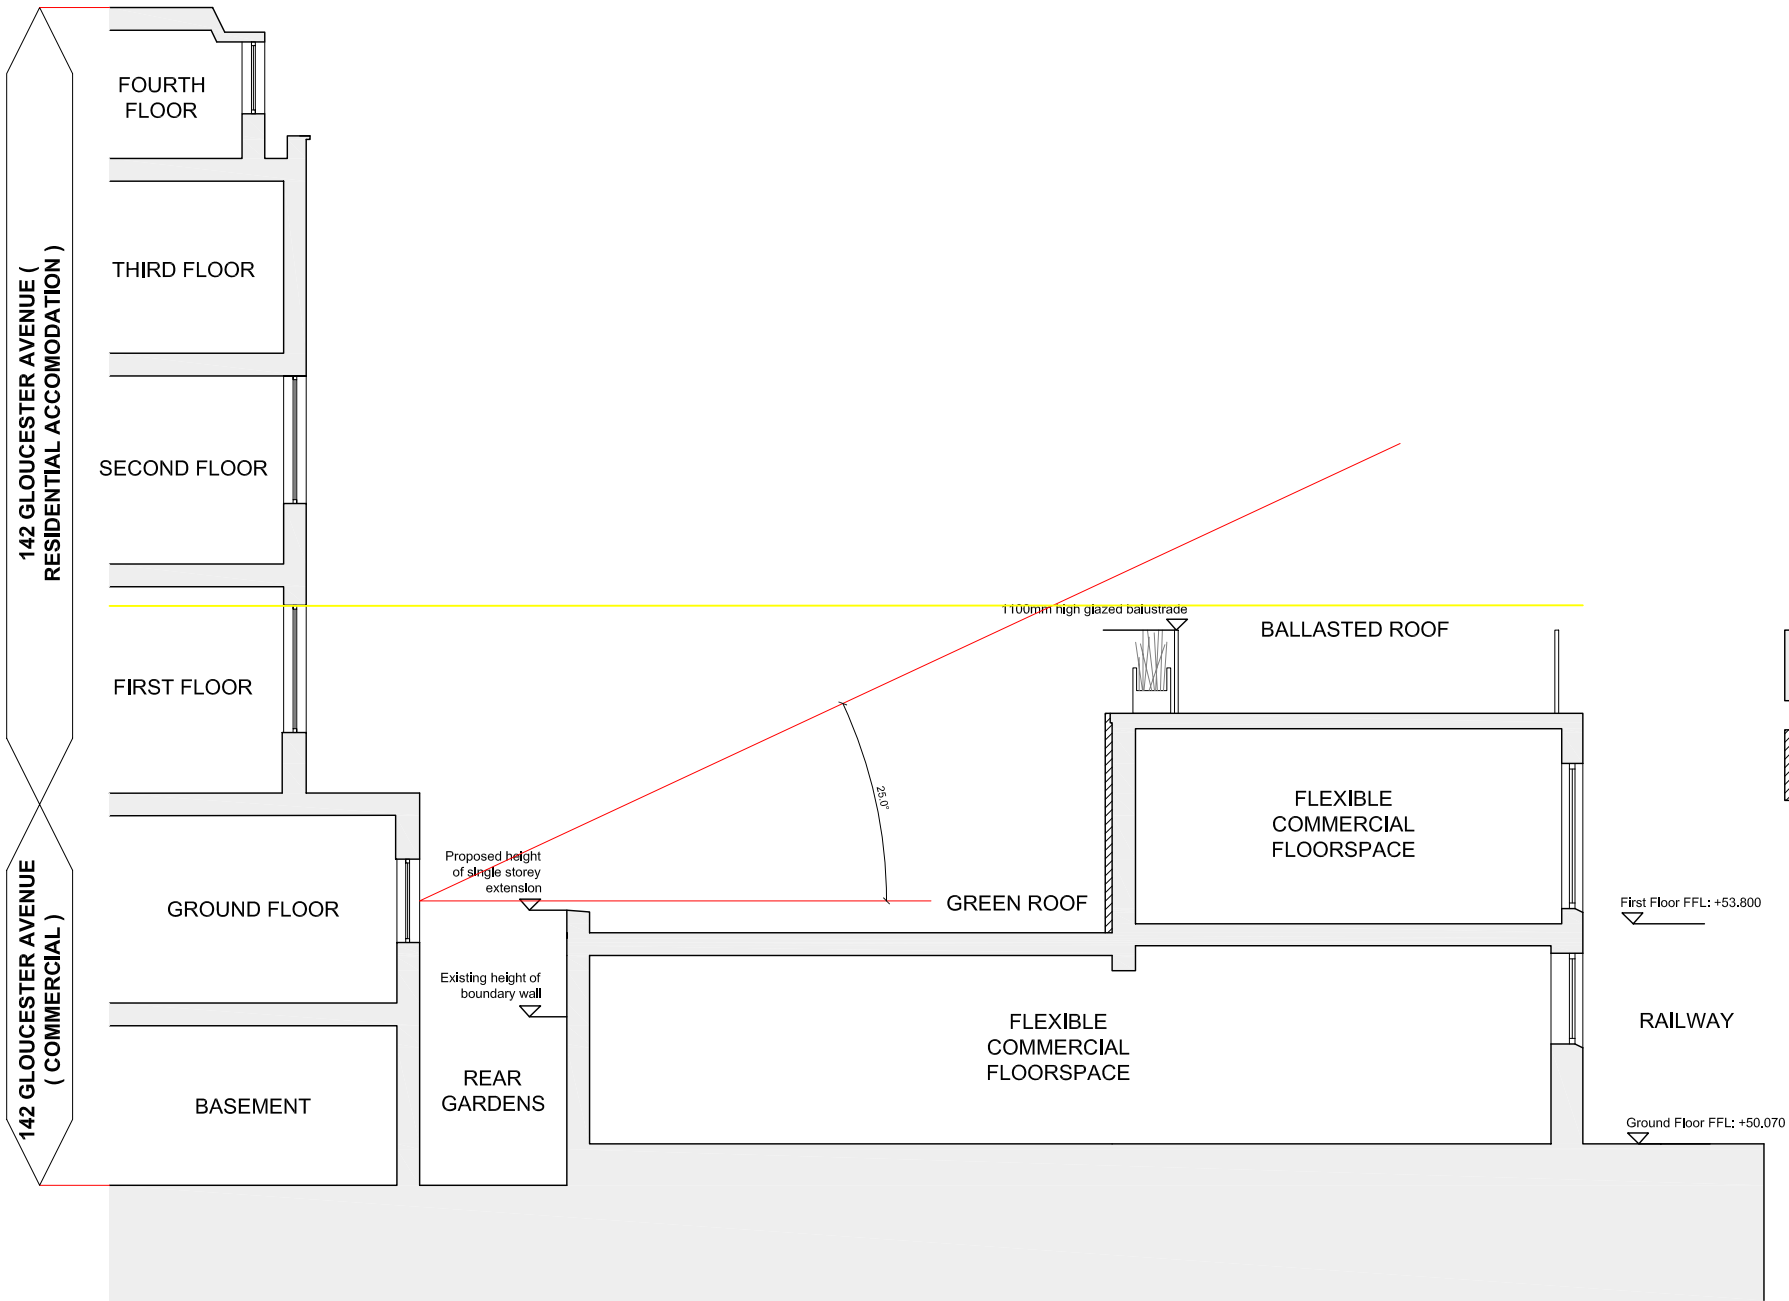 FOURTH
FLOOR
THIRD FLOOR
142 GLOUCESTER AVENUE (
RESIDENTIAL ACCOMODATION )
SECOND FLOOR
1100mm high glazed balustrade
BALLASTED ROOF
FIRST FLOOR
25.0°
FLEXIBLE
COMMERCIAL
FLOORSPACE
Proposed height
of single storey
extension
GROUND FLOOR
GREEN ROOF
First Floor FFL: +53.800
142 GLOUCESTER AVENUE
( COMMERCIAL )
Existing height of
boundary wall
FLEXIBLE
COMMERCIAL
FLOORSPACE
RAILWAY
REAR
GARDENS
BASEMENT
Ground Floor FFL: +50.070